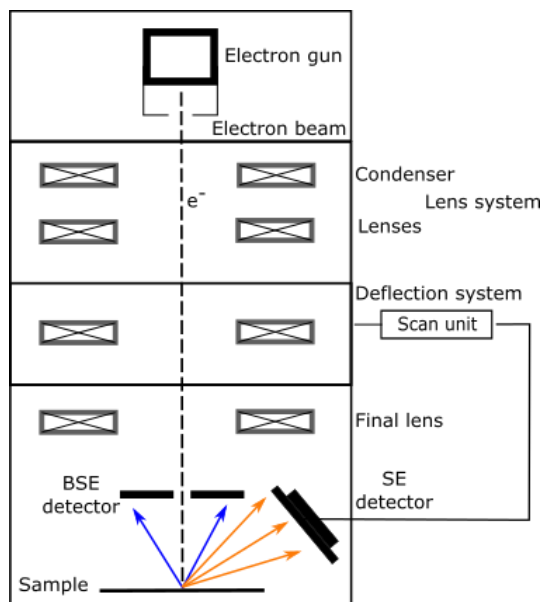 Electron gun
Electron beam
Condenser
e-
Lens system
Lenses
Deflection system
Scan unit
Final lens
BSE
detector
SE
detector
Sample